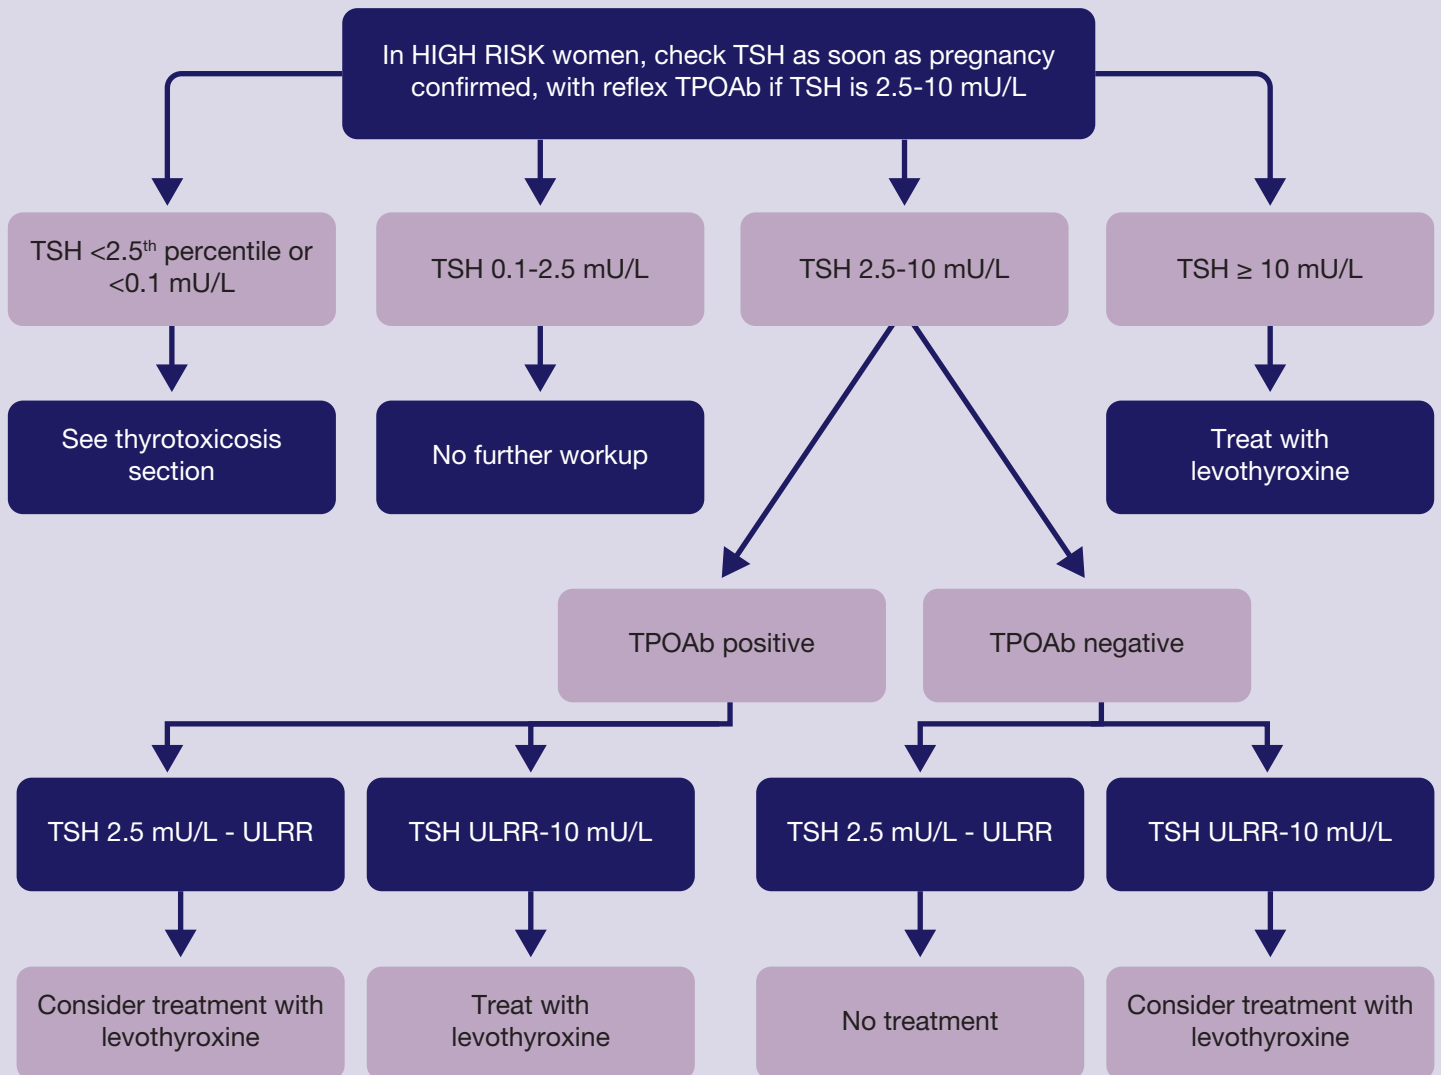 In HIGH RISK women, check TSH as soon as pregnancy
confirmed, with reflex TPOAb if TSH is 2.5-10 mU/L
TSH <2.5th percentile or
<0.1 mU/L
TSH 0.1-2.5 mU/L
TSH 2.5-10 mU/L
TSH ≥ 10 mU/L
See thyrotoxicosis
section
No further workup
Treat with
levothyroxine
TPOAb positive
TPOAb negative
TSH 2.5 mU/L - ULRR
TSH ULRR-10 mU/L
TSH 2.5 mU/L - ULRR
TSH ULRR-10 mU/L
Consider treatment with
levothyroxine
Treat with
levothyroxine
No treatment
Consider treatment with
levothyroxine